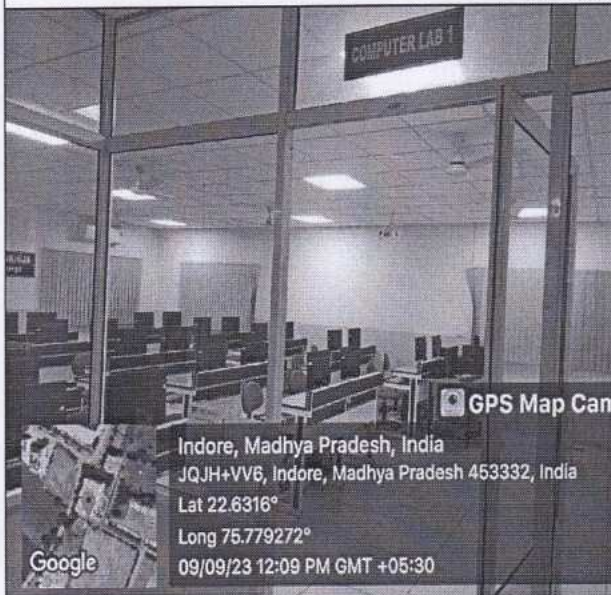 COMPUTER LAB 1
GPS Map Cam
Indore, Madhya Pradesh, India
JQJH+VV6, Indore, Madhya Pradesh 453332, India
Lat 22.6316°
Long 75.779272°
Google
09/09/23 12:09 PM GMT +05:30